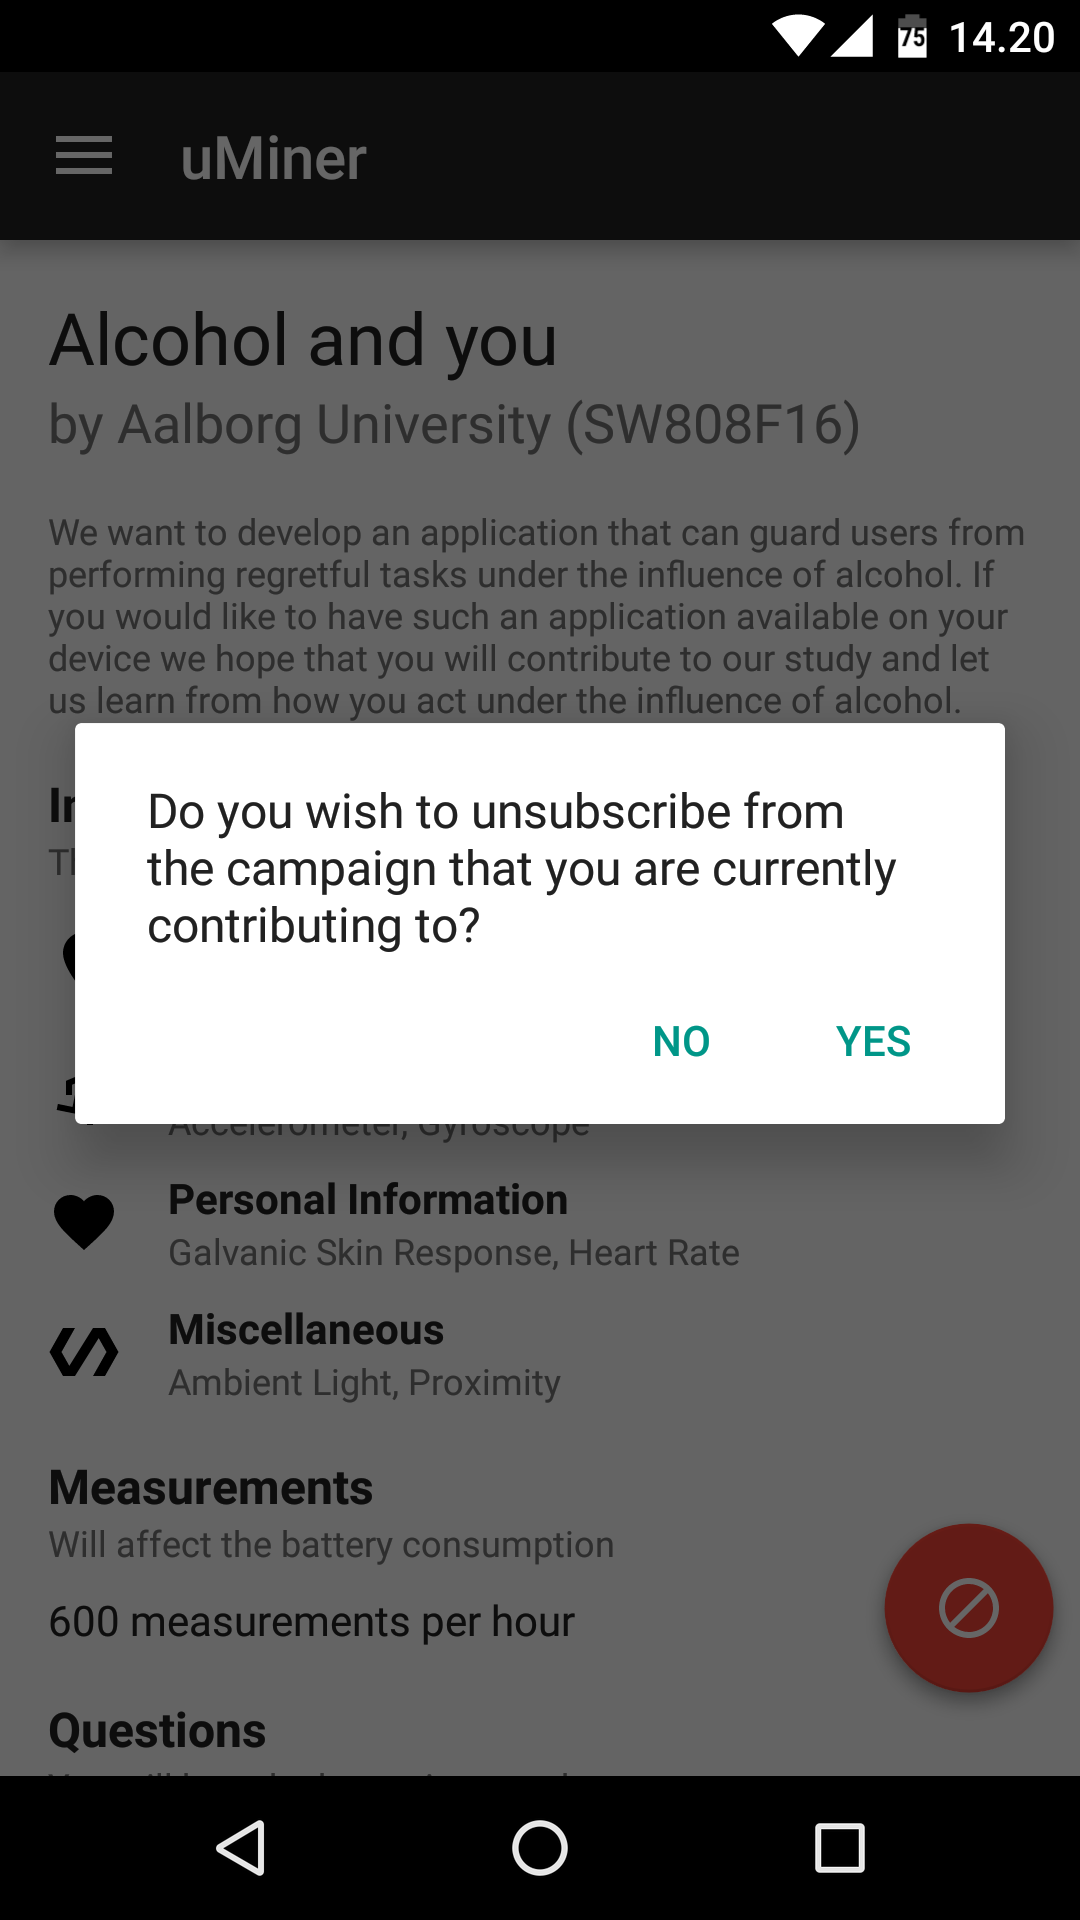 75 14.20
uMiner
Alcohol and you
by Aalborg University (SW808F16)
We want to develop an application that can guard users from
performing regretful tasks under the influence of alcohol. If
you would like to have such an application available on your
device we hope that you will contribute to our study and let
us learn from how you act under the influence of alcohol.
Do you wish to unsubscribe from
the campaign that you are currently
contributing to?
NO YES
Accelerometer, Gyroscope
Personal Information
Galvanic Skin Response, Heart Rate
Miscellaneous
Ambient Light, Proximity
Measurements
Will affect the battery consumption
600 measurements per hour
Questions